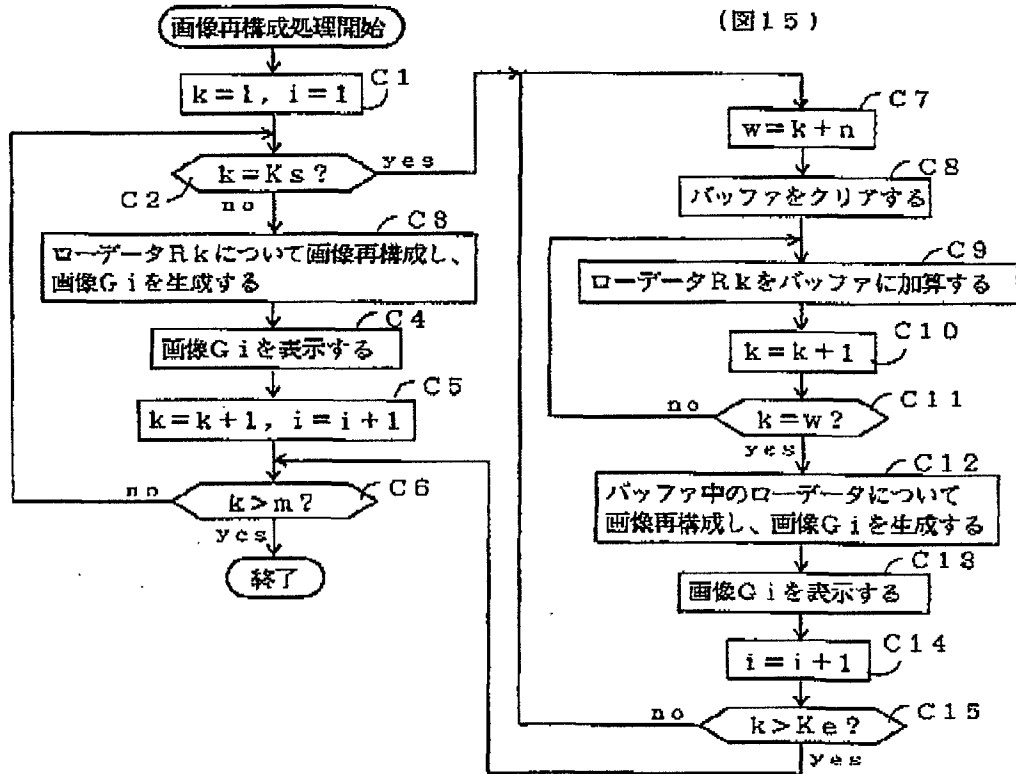 (図15)
画像再構成処理開始
C1
k=1, i=1
k=Ks?
yes
C2
no
C3
ローデータRkについて画像再構成し、
画像Giを生成する
C4
画像Giを表示する
C5
k=k+1, i=i+1
no
k>m?
C6
yes
終了
C7
w=k+n
C8
バッファをクリアする
C9
ローデータRkをバッファに加算する
C10
k=k+1
no
k=w?
C11
yes
C12
バッファ中のローデータについて
画像再構成し、画像Giを生成する
C13
画像Giを表示する
C14
i=i+1
no
k>Ke?
C15
yes